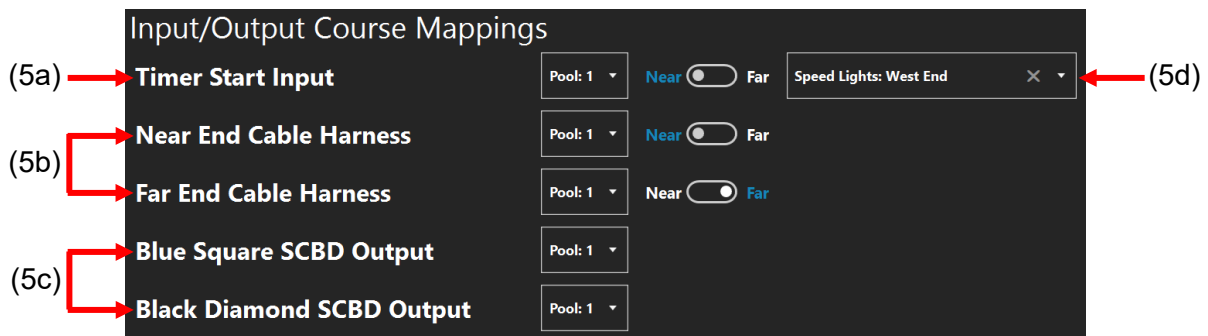 Input/Output Course Mappings
(5a) Timer Start Input Pool: 1 Near Far Speed Lights: West End (5d)
Near End Cable Harness Pool: 1 Near Far
(5b)
Far End Cable Harness Pool: 1 Near Far
Blue Square SCBD Output Pool: 1
(5c)
Black Diamond SCBD Output Pool: 1